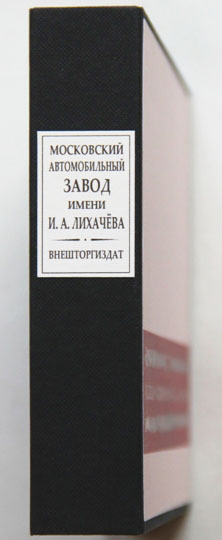 МОСКОВСКИЙ
АВТОМОБИЛЬНЫЙ
ЗАВОД
ИМЕНИ
И. А. ЛИХАЧЁВА
ВНЕШТОРГИЗДАТ